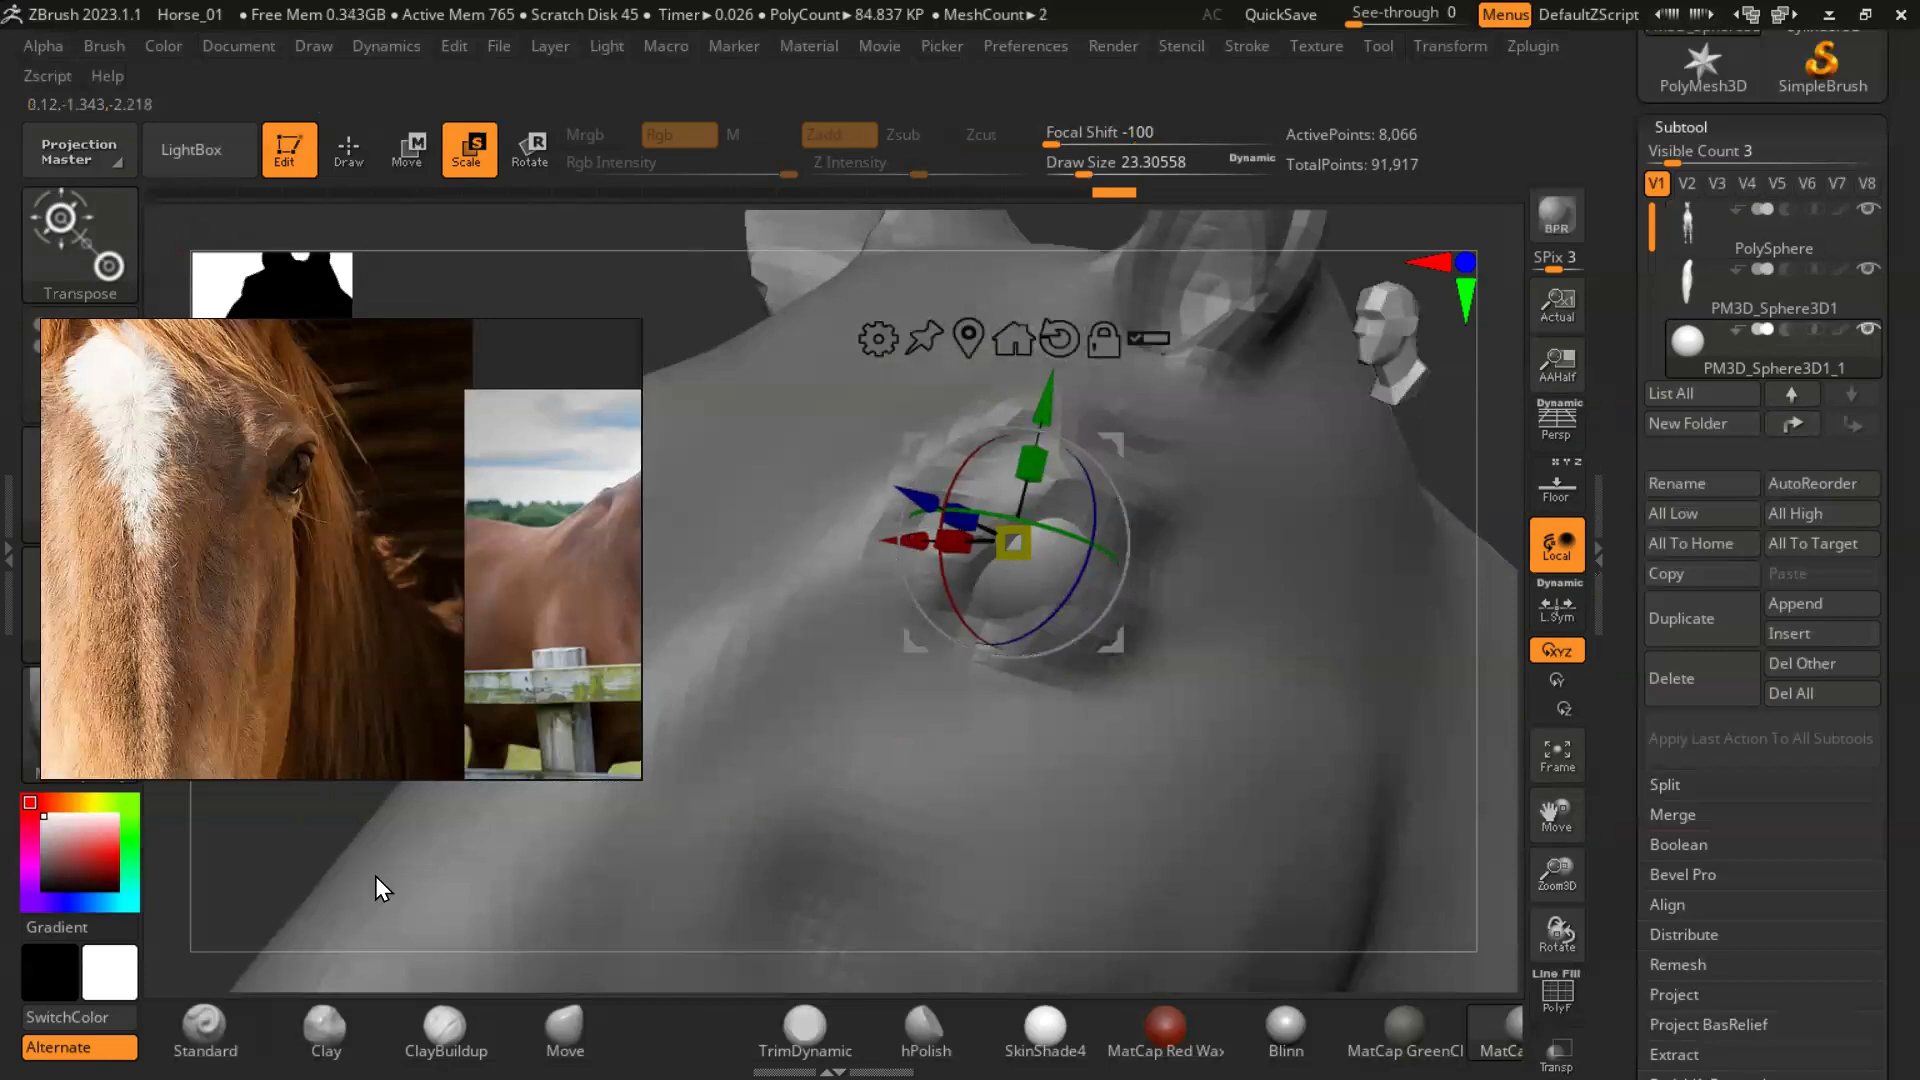 ZBrush 2023.1.1 Horse_01 ● Free Mem 0.343GB ● Active Mem 765 ● Scratch Disk 45 ● Timer▶0.026 ● PolyCount▶84.837 KP ● MeshCount▶2 AC QuickSave See-through 0 Menus DefaultZScript
Alpha Brush Color Document Draw Dynamics Edit File Layer Light Macro Marker Material Movie Picker Preferences Render Stencil Stroke Texture Tool Transform Zplugin
Zscript Help
0.12,-1.343,-2.218
Projection Master
LightBox
Edit
Draw
Move
Scale
Rotate
Mrgb Rgb M
Rgb Intensity
Zadd Zsub Zcut
Z Intensity
Focal Shift -100
Draw Size 23.30558 Dynamic
ActivePoints: 8,066
TotalPoints: 91,917
Transpose
Gradient
SwitchColor
Alternate
Standard
Clay
ClayBuildup
Move
TrimDynamic
hPolish
SkinShade4
MatCap Red Wax
Blinn
MatCap GreenCl
MatCa
BPR
SPix 3
Actual
AAHalf
Dynamic
Persp
X Y Z
Floor
Local
Dynamic
L.Sym
XYZ
Y
Z
Frame
Move
Zoom3D
Rotate
Line Fill
PolyF
Transp
PolyMesh3D
SimpleBrush
Subtool
Visible Count 3
V1 V2 V3 V4 V5 V6 V7 V8
PolySphere
PM3D_Sphere3D1
PM3D_Sphere3D1_1
List All
New Folder
Rename AutoReorder
All Low All High
All To Home All To Target
Copy Paste
Duplicate Append
Insert
Delete Del Other
Del All
Apply Last Action To All Subtools
Split
Merge
Boolean
Bevel Pro
Align
Distribute
Remesh
Project
Project BasRelief
Extract